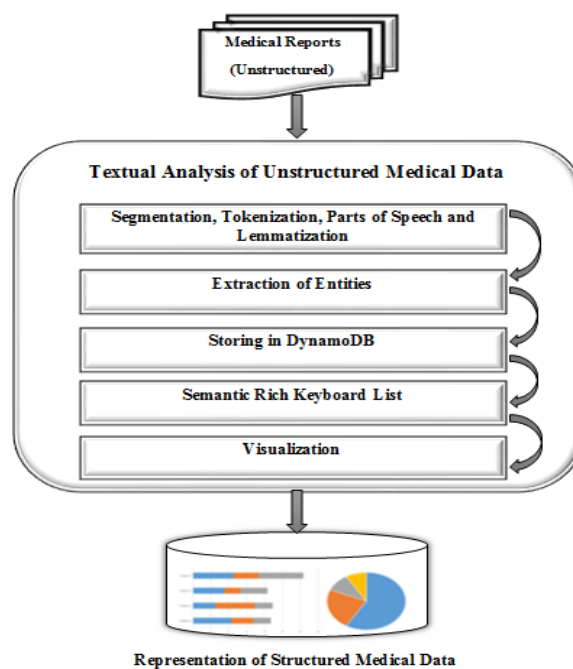 Medical Reports
(Unstructured)
Textual Analysis of Unstructured Medical Data
Segmentation, Tokenization, Parts of Speech and
Lemmatization
Extraction of Entities
Storing in DynamoDB
Semantic Rich Keyboard List
Visualization
Representation of Structured Medical Data